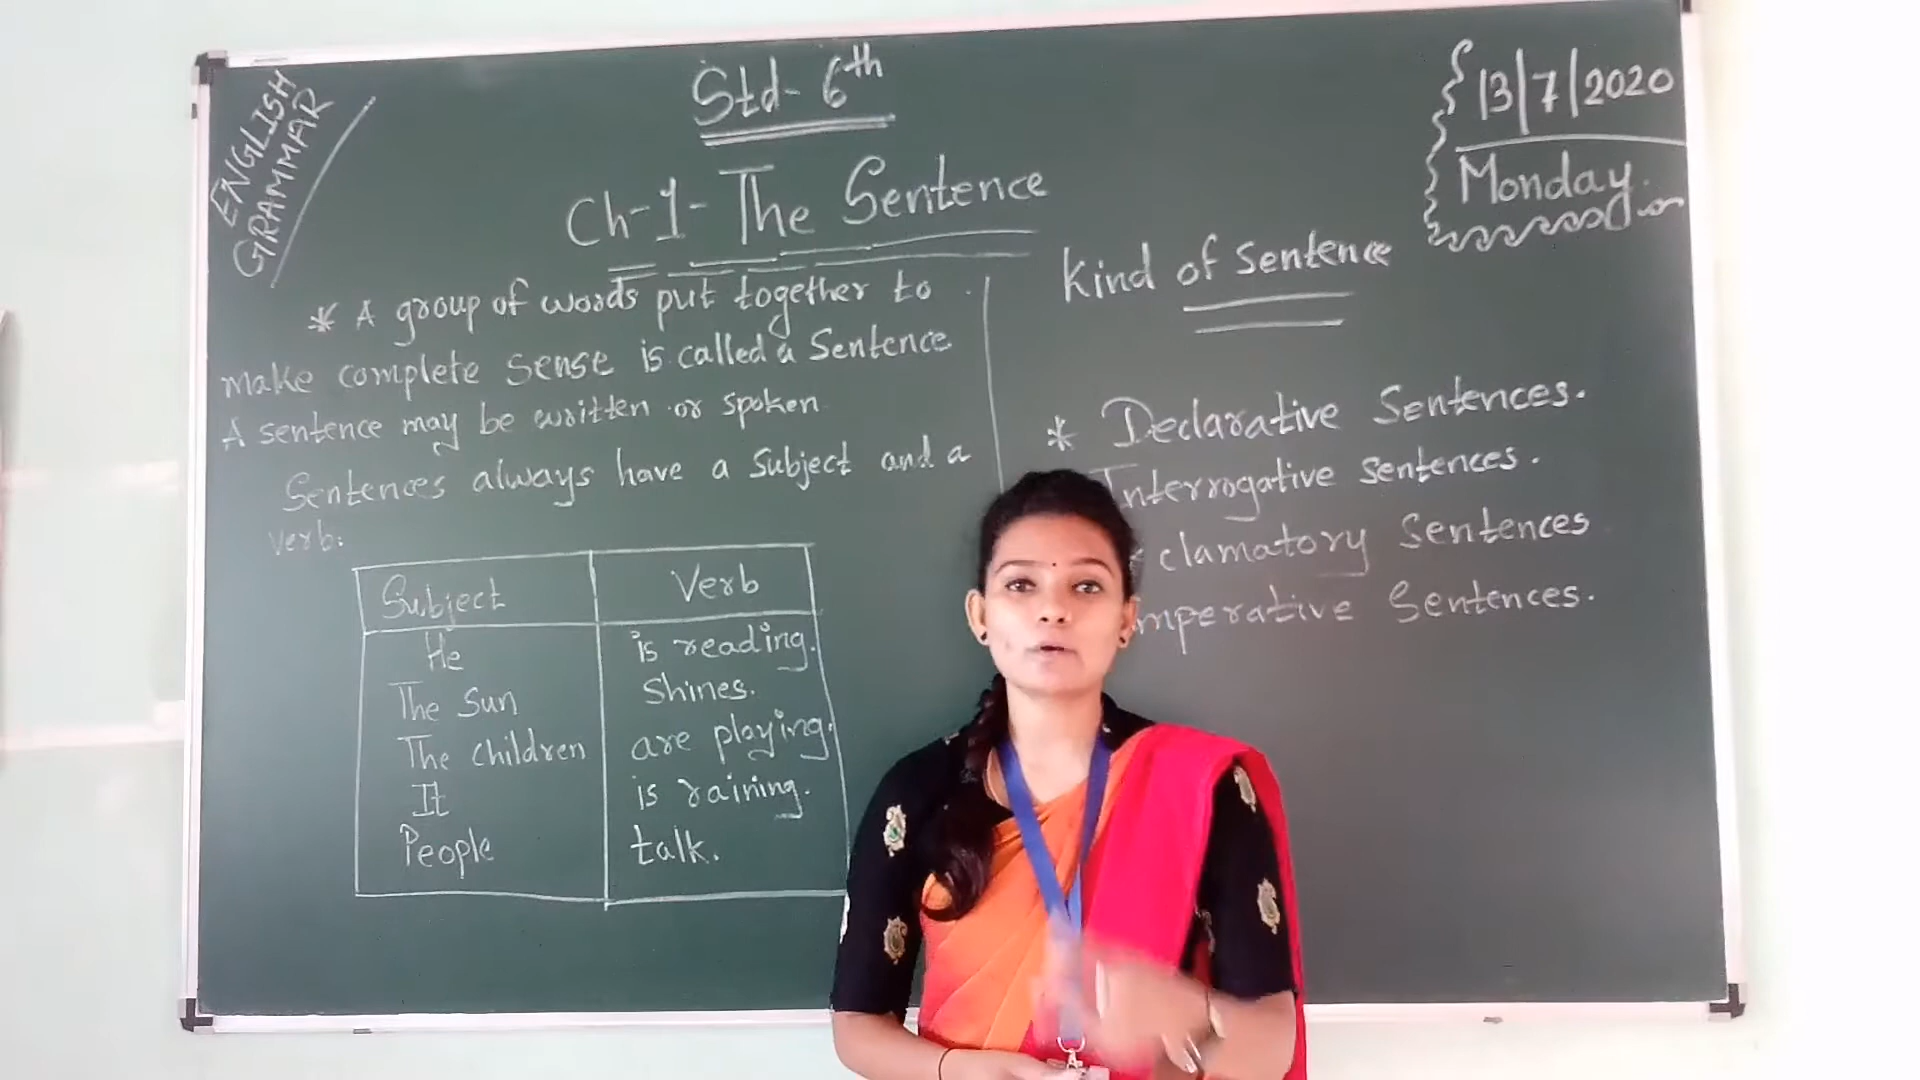 ENGLISH
GRAMMAR
Std- 6th
13/7/2020
Monday.
Ch-1- The Sentence
* A group of words put together to
make complete sense is called a Sentence
A sentence may be written or spoken
Sentences always have a subject and a
verb.
Subject Verb
He is reading.
The Sun Shines.
The children are playing.
It is raining.
People talk.
Kind of Sentence
* Declarative Sentences.
Interrogative sentences.
clamatory Sentences
mperative Sentences.